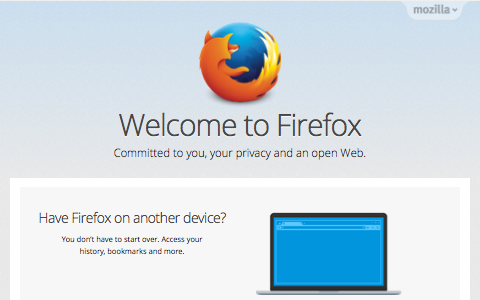 mozilla
Welcome to Firefox
Committed to you, your privacy and an open Web.
Have Firefox on another device?
You don't have to start over. Access your
history, bookmarks and more.